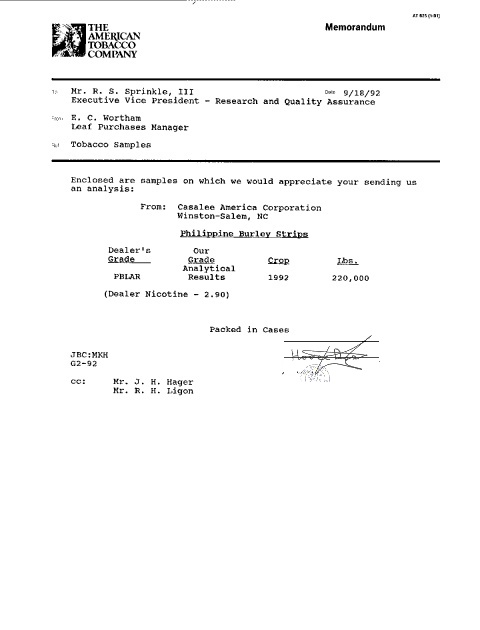 AT 825 (1-81)
THE
AMERICAN
TOBACCO
COMPANY
Memorandum
To: Mr. R. S. Sprinkle, III Date 9/18/92
Executive Vice President - Research and Quality Assurance
From: E. C. Wortham
Leaf Purchases Manager
Tobacco Samples
Enclosed are samples on which we would appreciate your sending us
an analysis:
From: Casalee America Corporation
Winston-Salem, NC
Philippine Burley Strips
Dealer's Our
Grade Grade Crop Lbs.
Analytical
PBLAR Results 1992 220,000
(Dealer Nicotine - 2.90)
Packed in Cases
JBC:MKH
G2-92
cc: Mr. J. H. Hager
Mr. R. H. Ligon